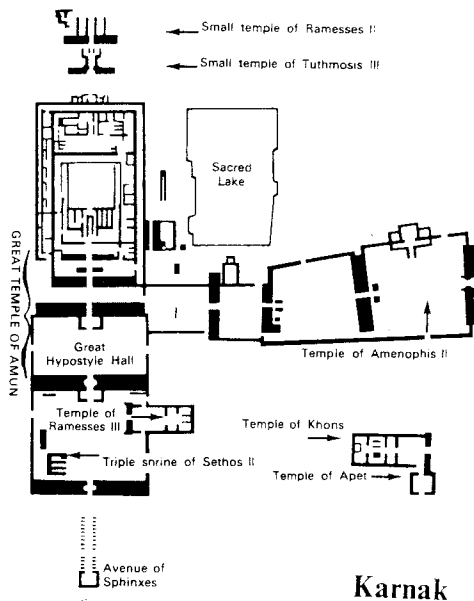 Small temple of Ramesses II
Small temple of Tuthmosis III
Sacred
Lake
GREAT TEMPLE OF AMUN
Great
Hypostyle Hall
Temple of Amenophis II
Temple of
Ramesses III
Temple of Khons
Triple snrine of Sethos II
Temple of Apet
Avenue of
Sphinxes
Karnak